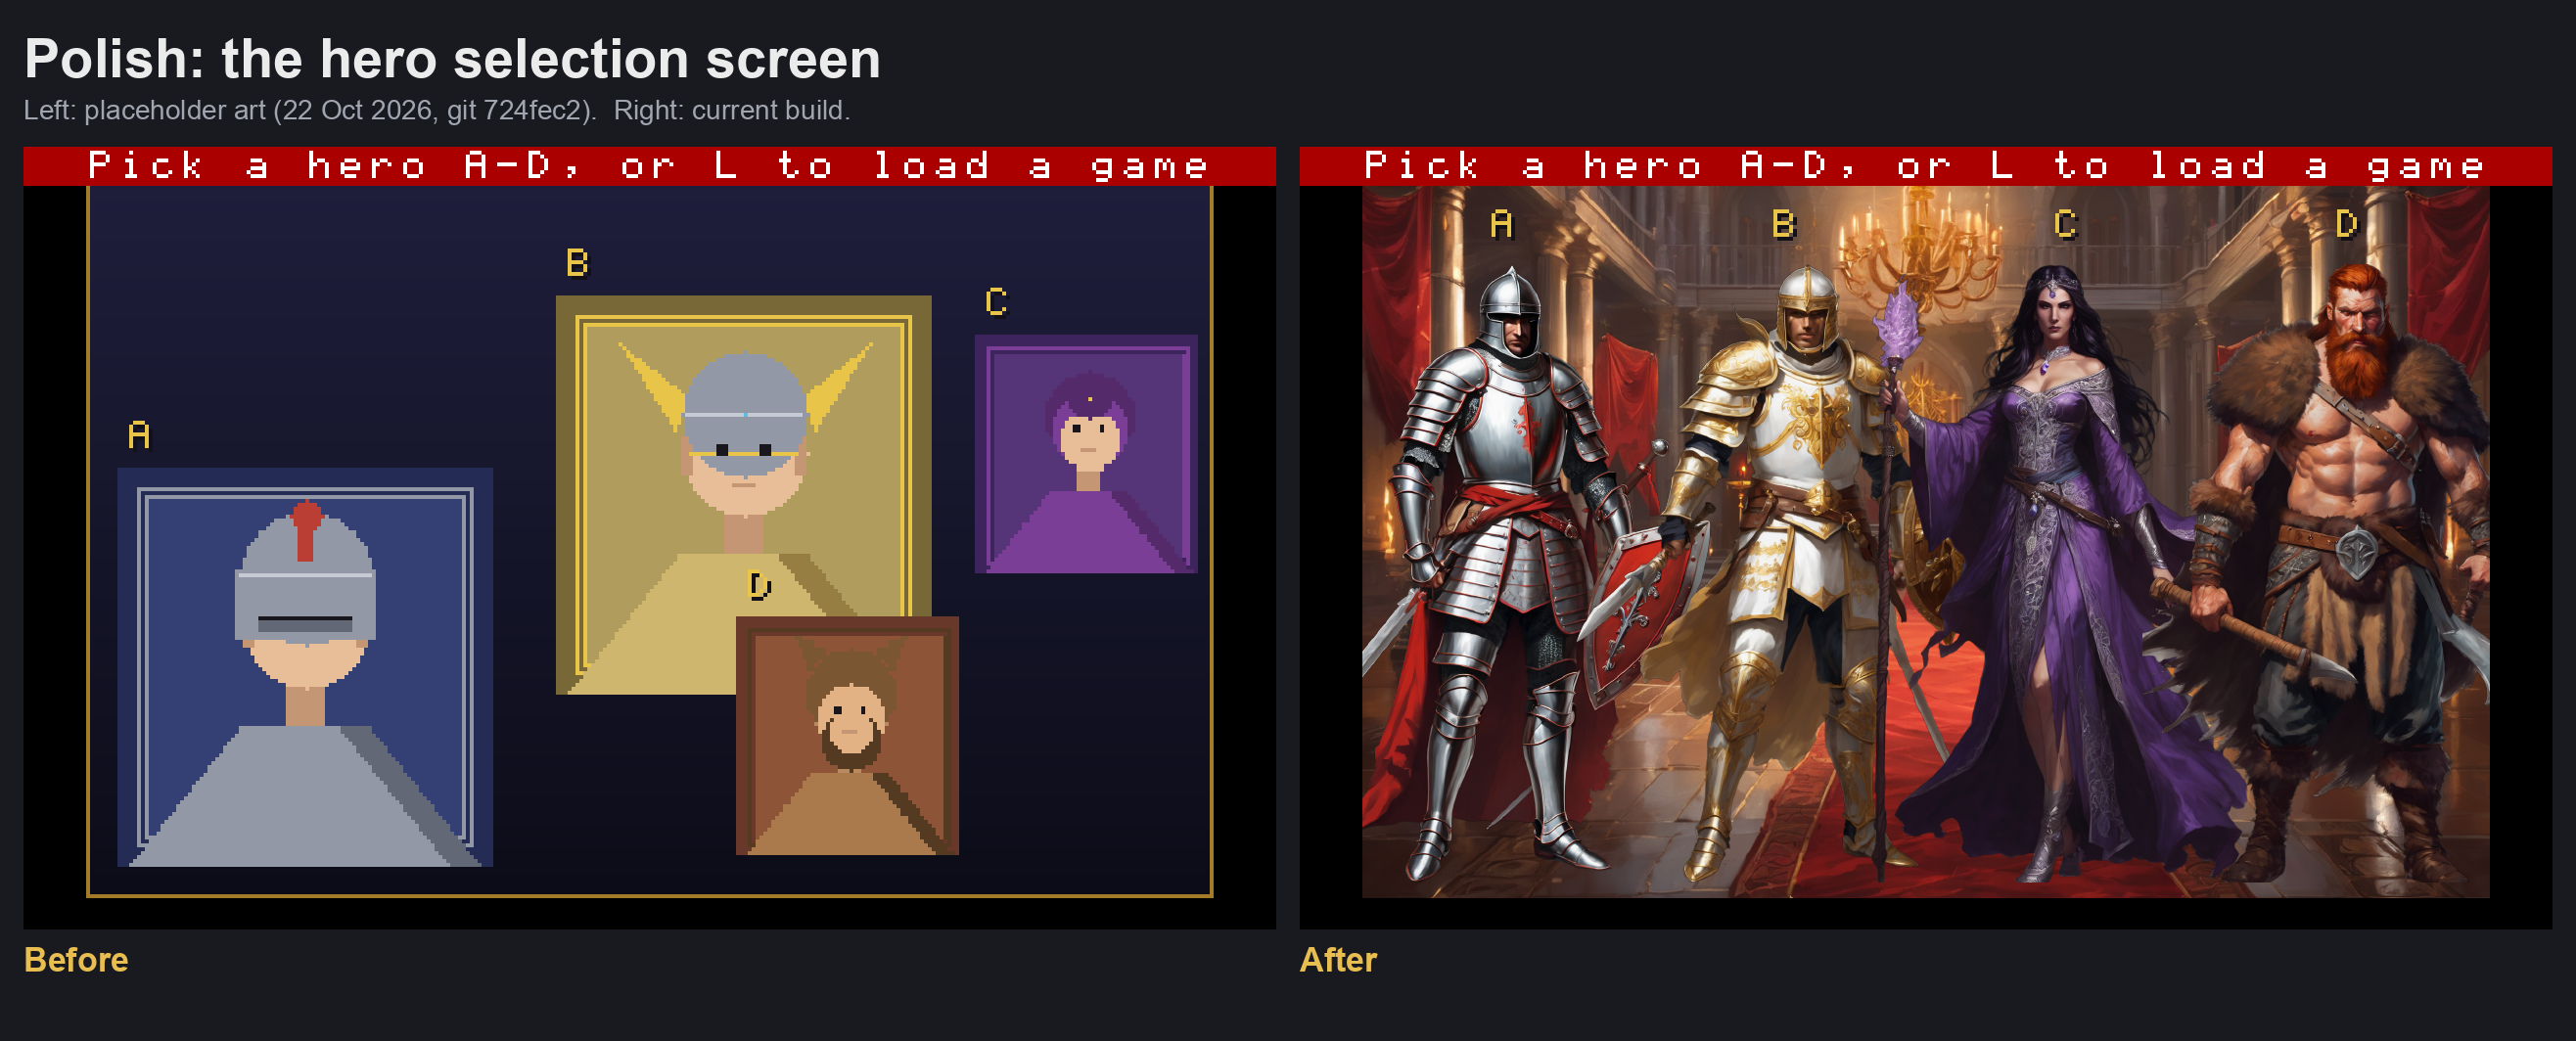 Polish: the hero selection screen
Left: placeholder art (22 Oct 2026, git 724fec2).  Right: current build.
Pick a hero A-D, or L to load a game
B
C
A
D
Before
Pick a hero A-D, or L to load a game
A B C D
After